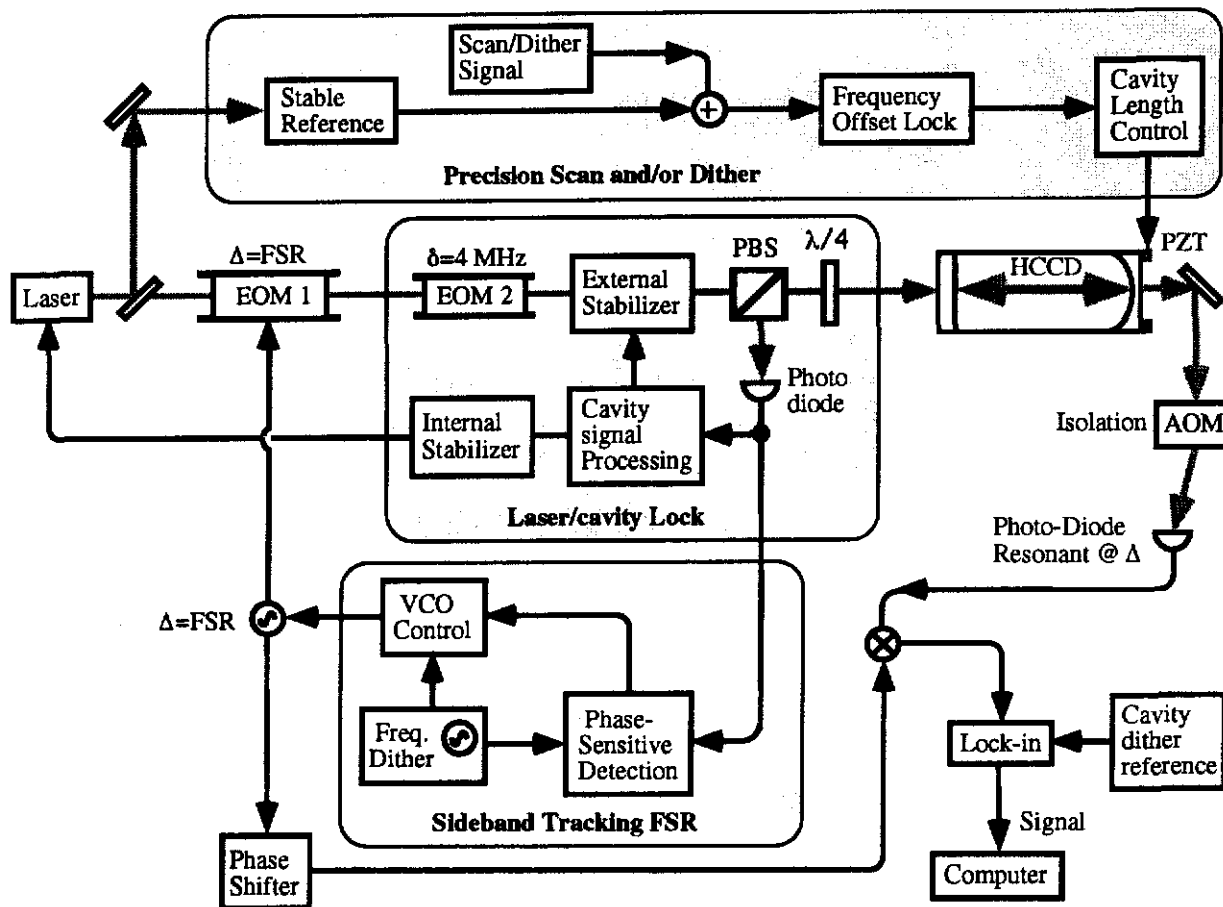 Scan/Dither
Signal
Stable
Reference
+
Frequency
Offset Lock
Cavity
Length
Control
Precision Scan and/or Dither
Laser
Δ=FSR
EOM 1
δ=4 MHz
EOM 2
External
Stabilizer
PBS
λ/4
HCCD
PZT
Photo
diode
Internal
Stabilizer
Cavity
signal
Processing
Laser/cavity Lock
Isolation
AOM
Photo-Diode
Resonant @ Δ
Δ=FSR
VCO
Control
Freq.
Dither
Phase-
Sensitive
Detection
Sideband Tracking FSR
Phase
Shifter
Lock-in
Cavity
dither
reference
Signal
Computer